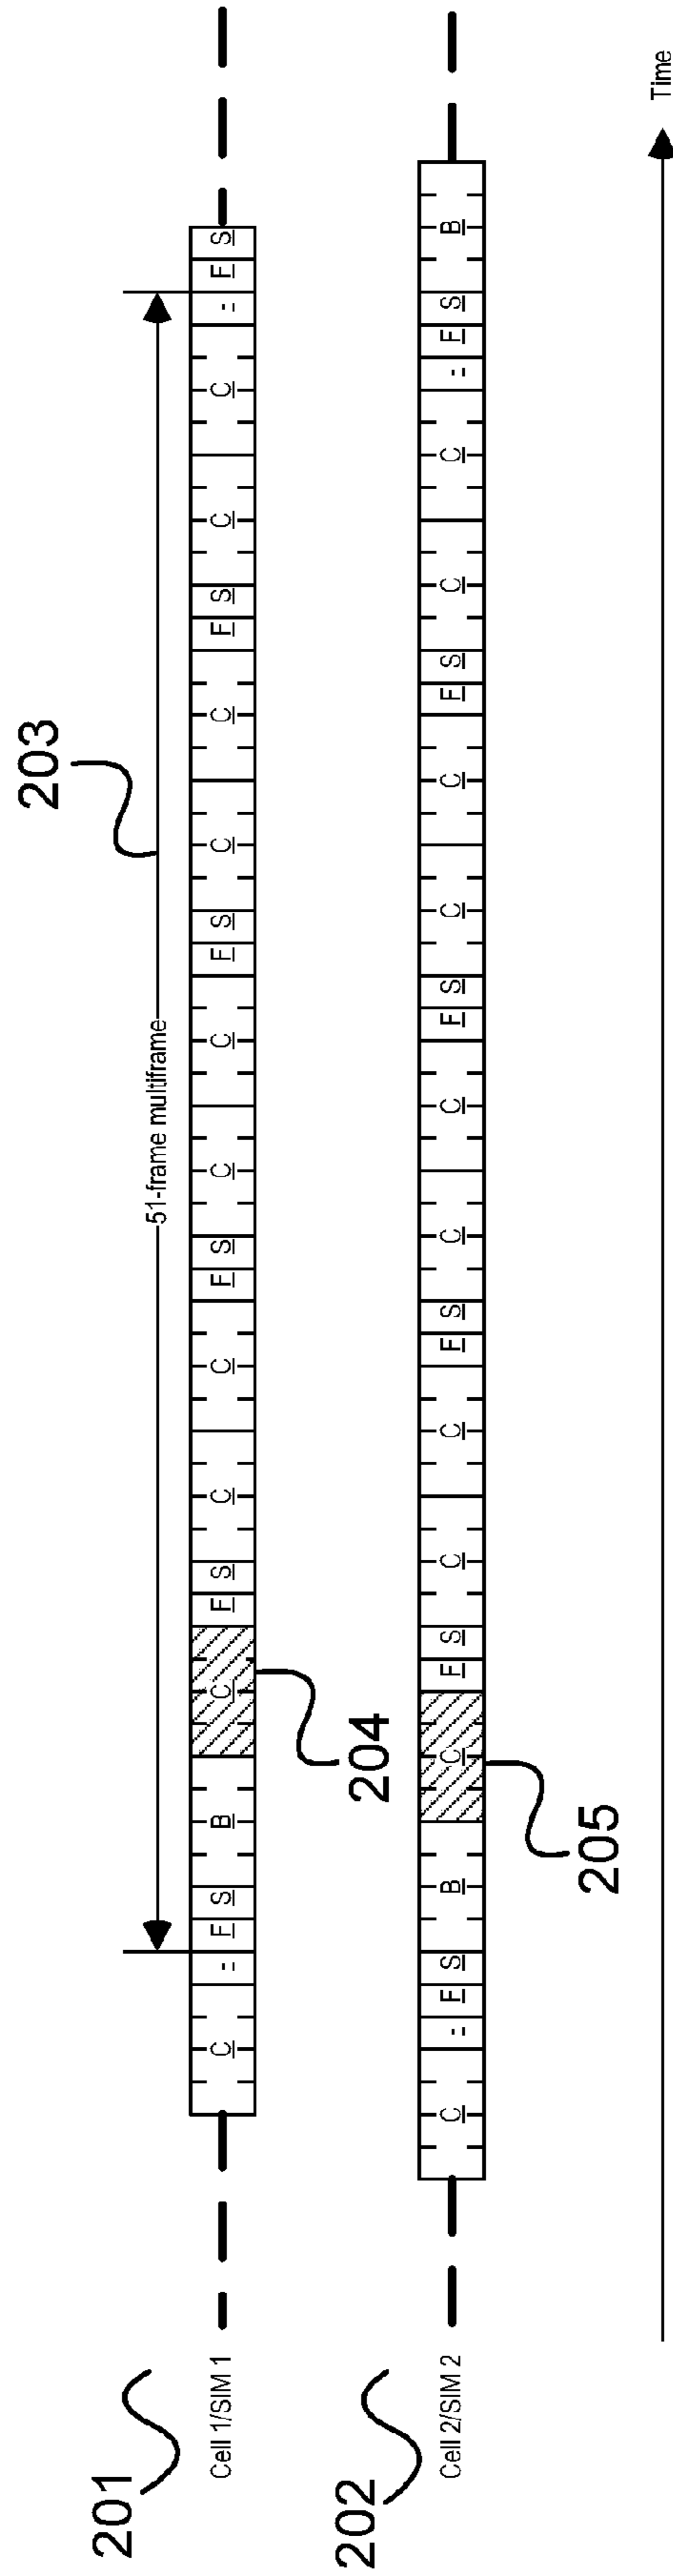 203
51-frame multiframe
201
Cell 1/SIM 1
C - F S B C F S C C F S C C F S C C F S C C - F S
204
202
Cell 2/SIM 2
C - F S B C F S C C F S C C F S C C F S C C - F S B
205
Time